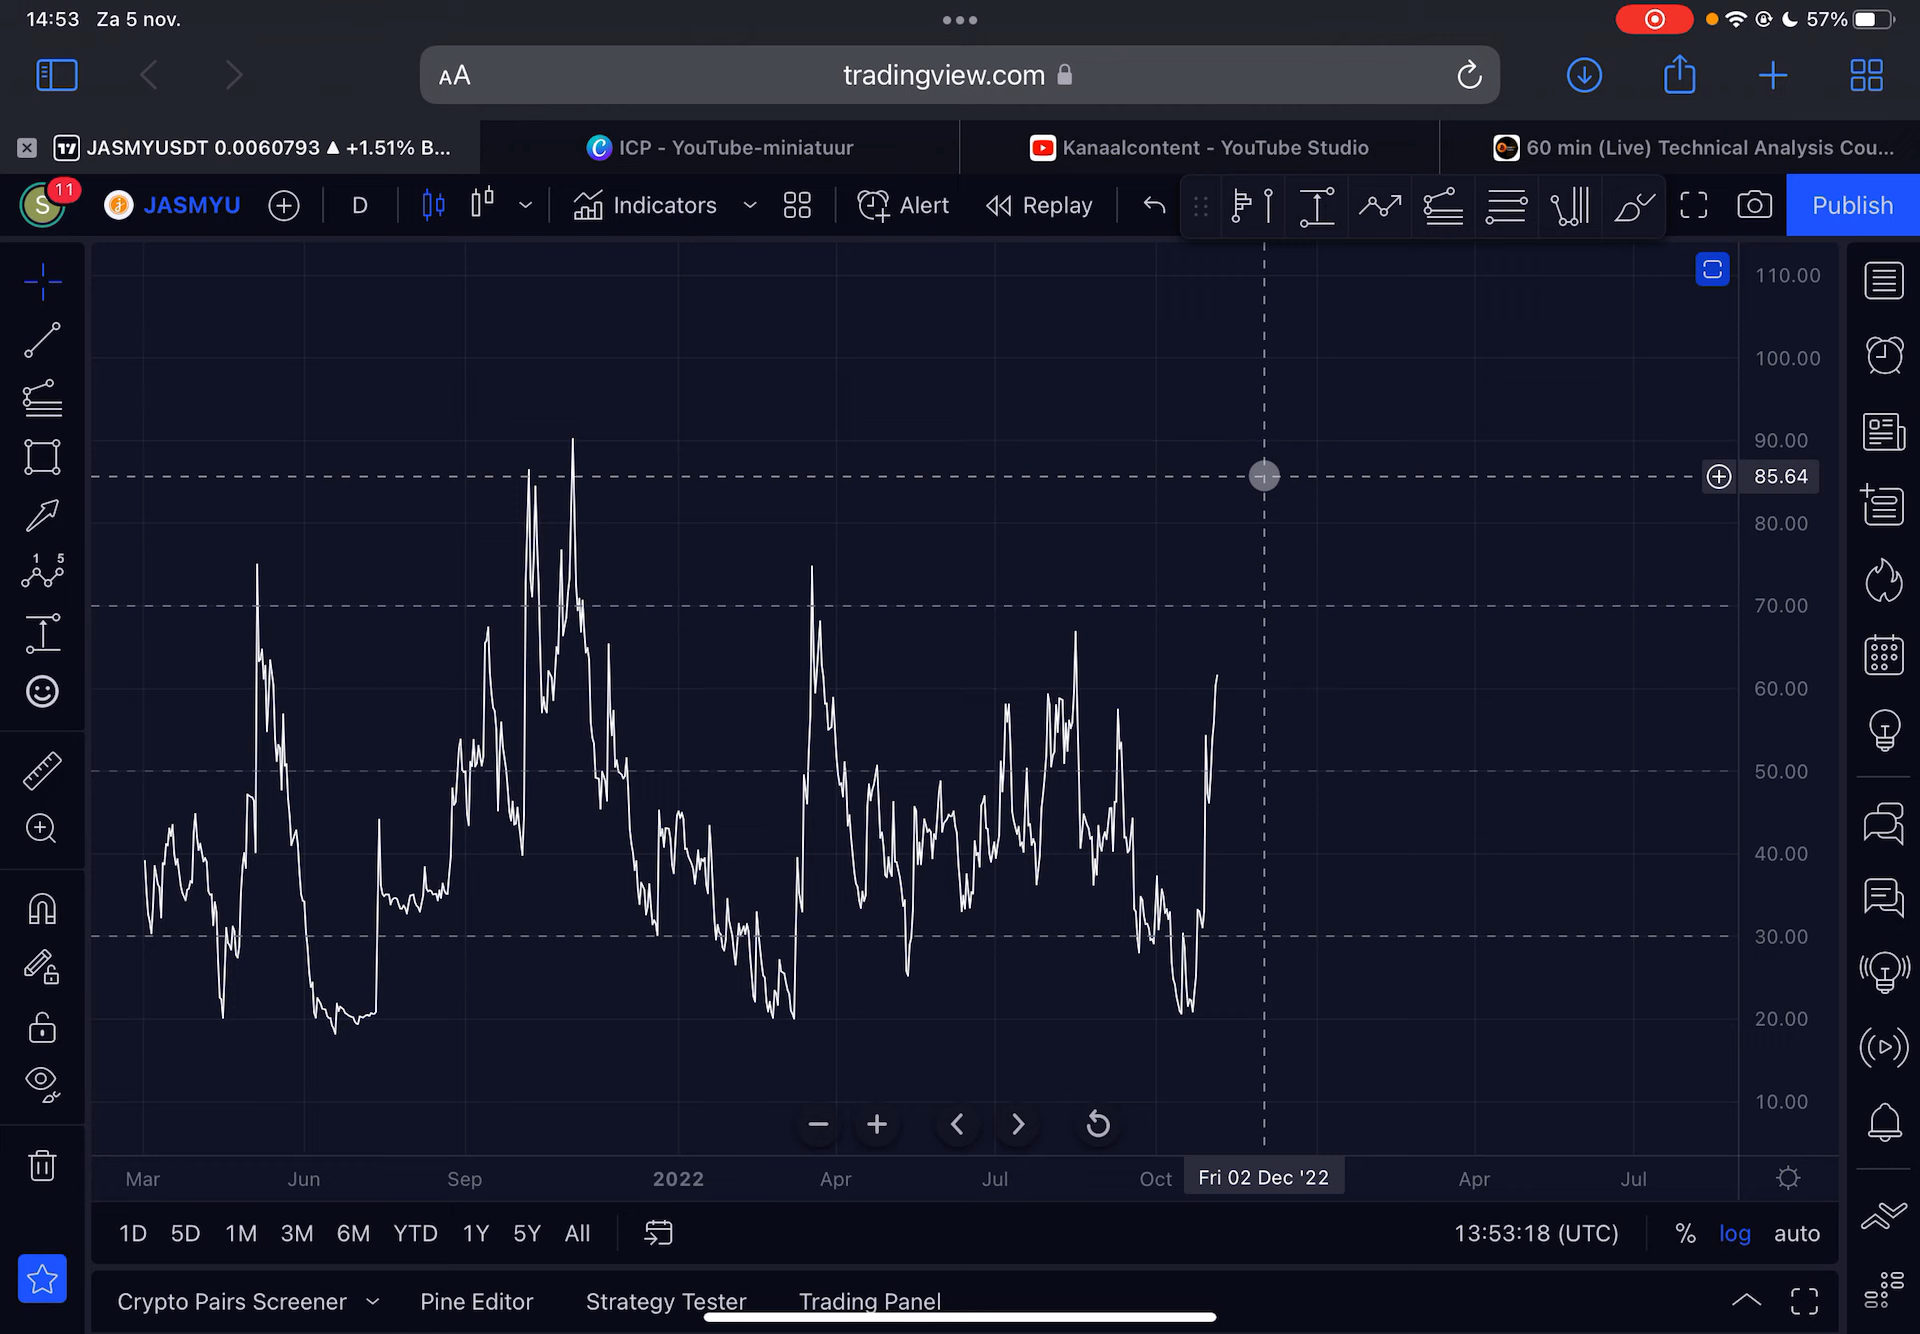 14:53 Za 5 nov. 57%
AA tradingview.com
JASMYUSDT 0.0060793 ▲ +1.51% B... ICP - YouTube-miniatuur Kanaalcontent - YouTube Studio 60 min (Live) Technical Analysis Cou...
S 11 JASMYU D Indicators Alert Replay Publish
110.00
100.00
90.00
85.64
80.00
70.00
60.00
50.00
40.00
30.00
20.00
10.00
1 5
Mar Jun Sep 2022 Apr Jul Oct Fri 02 Dec '22 Apr Jul
1D 5D 1M 3M 6M YTD 1Y 5Y All 13:53:18 (UTC) % log auto
Crypto Pairs Screener Pine Editor Strategy Tester Trading Panel